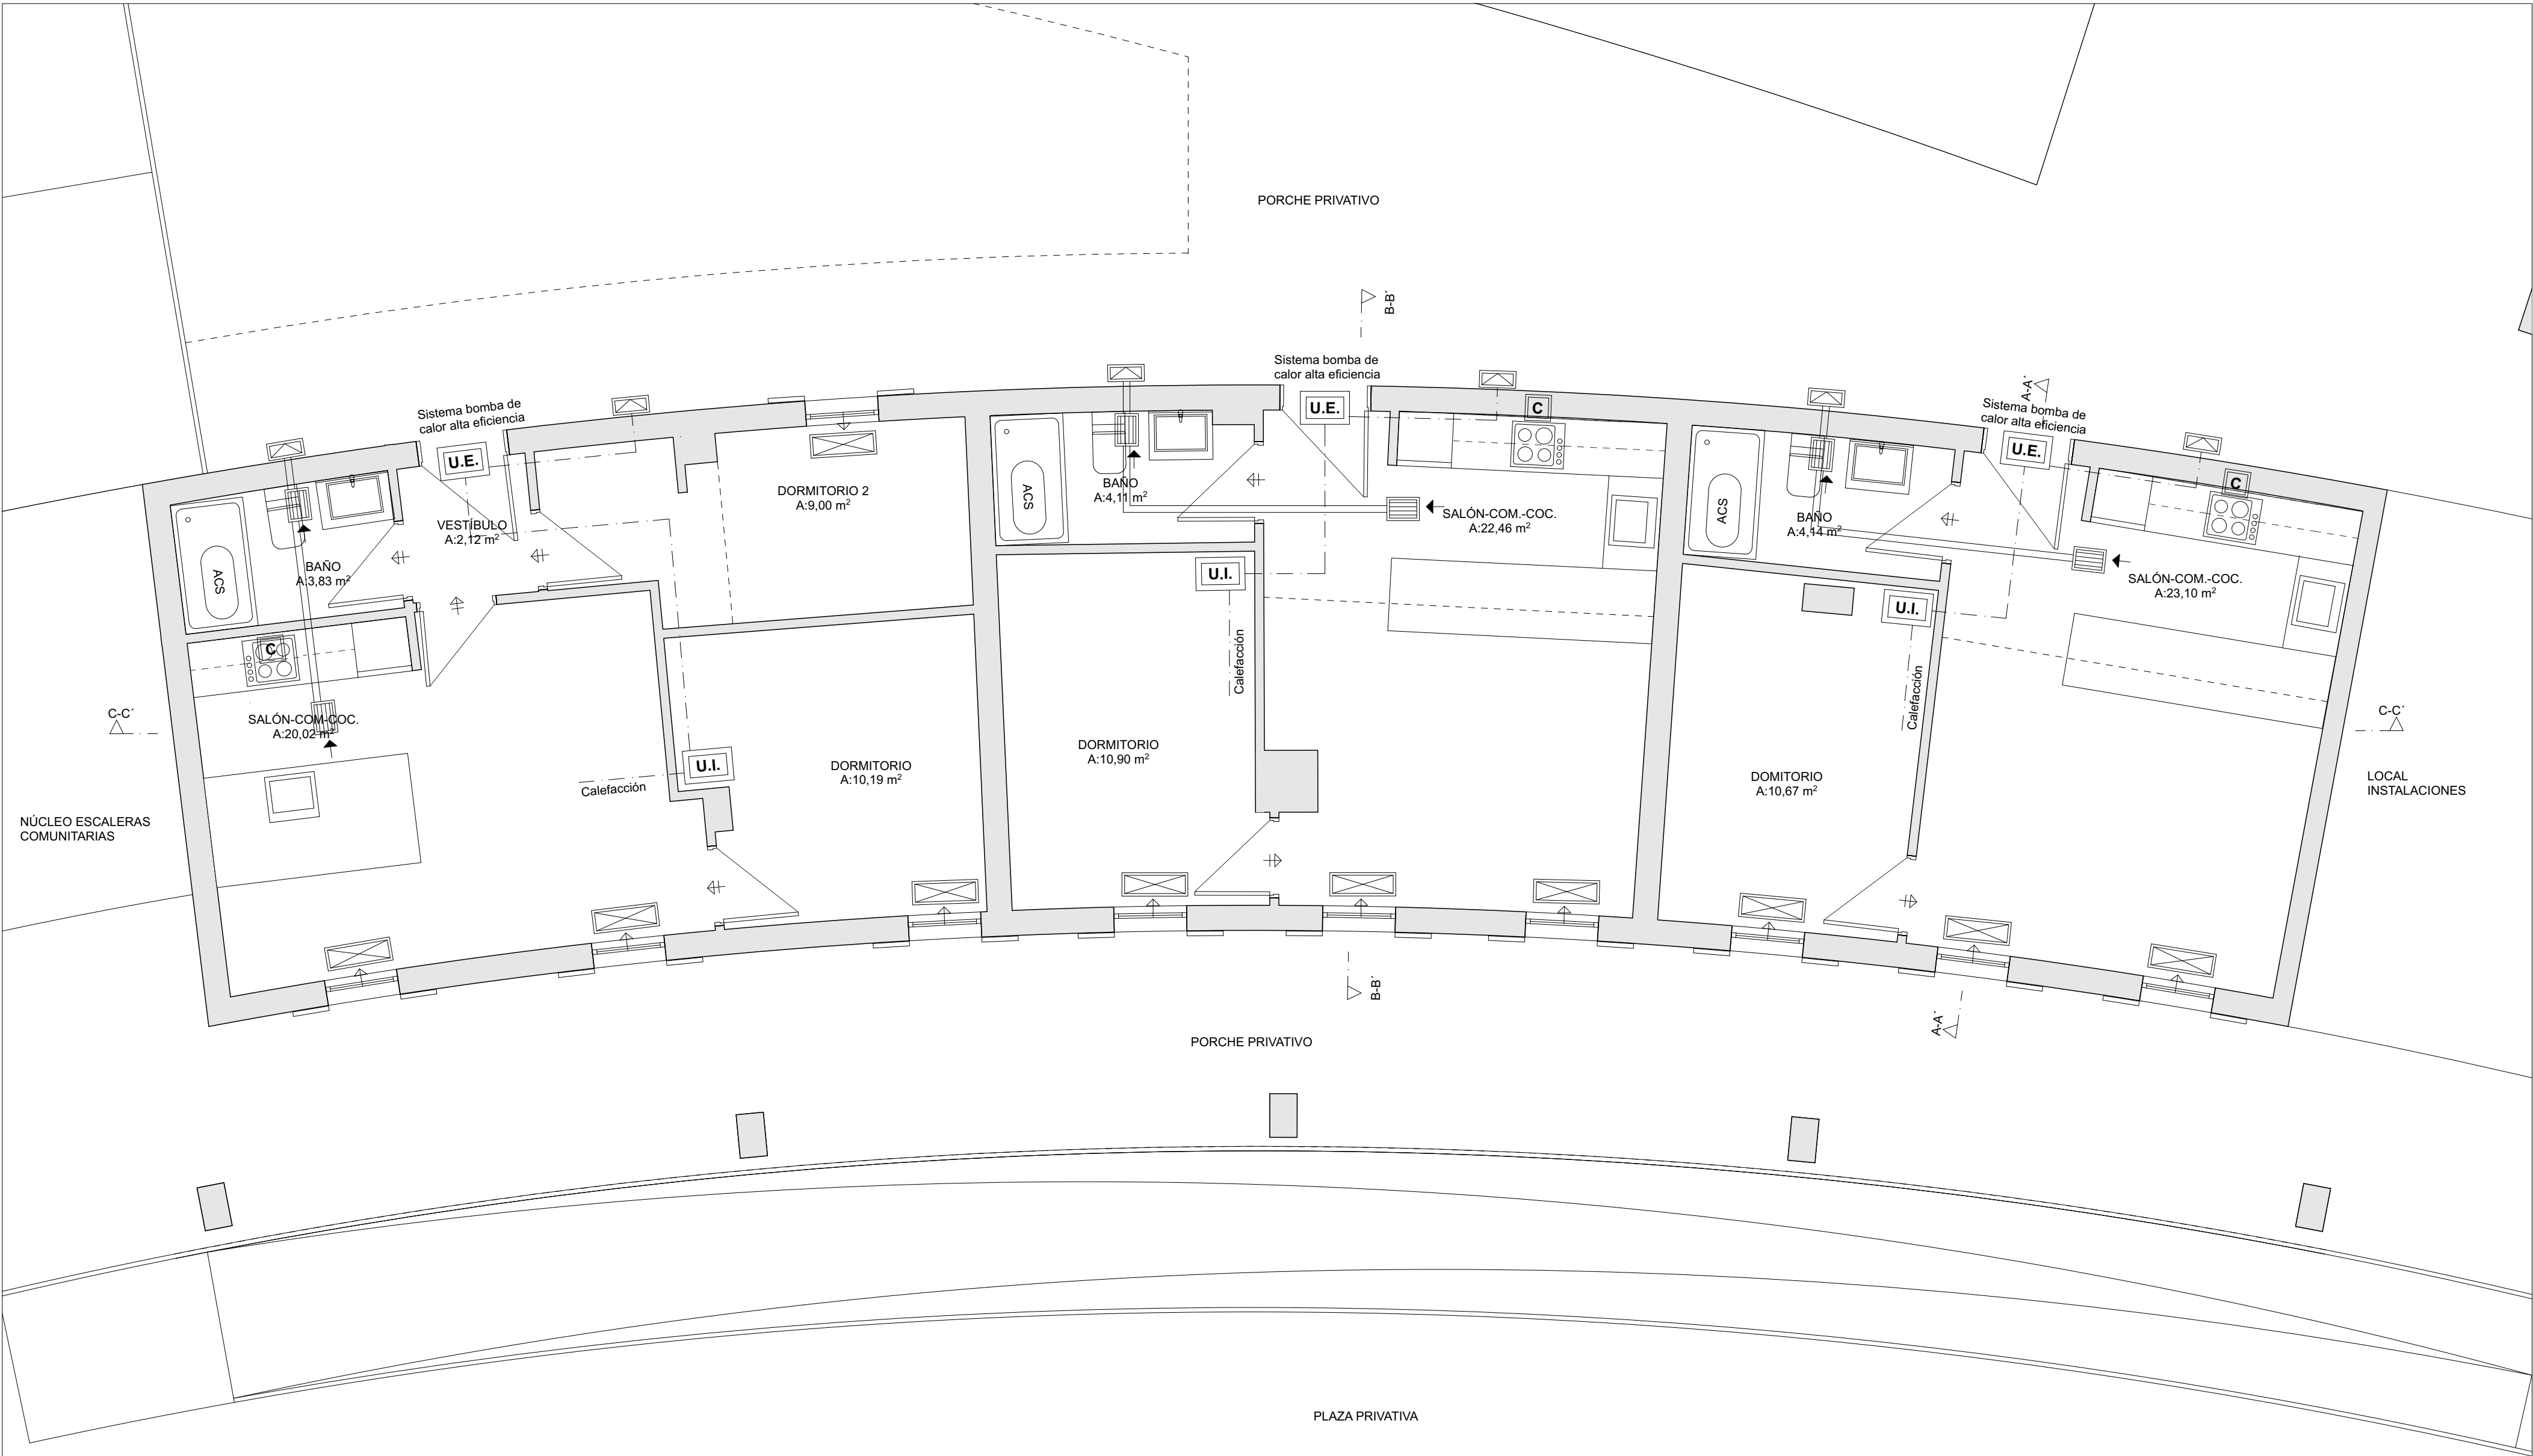 PORCHE PRIVATIVO
B-B´
Sistema bomba de
calor alta eficiencia
U.E.
C
A-A´
Sistema bomba de
calor alta eficiencia
U.E.
C
Sistema bomba de
calor alta eficiencia
U.E.
DORMITORIO 2
A:9,00 m²
VESTÍBULO
A:2,12 m²
BAÑO
A:3,83 m²
ACS
C
ACS
BAÑO
A:4,11 m²
SALÓN-COM.-COC.
A:22,46 m²
ACS
BAÑO
A:4,14 m²
SALÓN-COM.-COC.
A:23,10 m²
U.I.
Calefacción
U.I.
Calefacción
C-C´
SALÓN-COM-COC.
A:20,02 m²
U.I.
Calefacción
DORMITORIO
A:10,19 m²
DORMITORIO
A:10,90 m²
DOMITORIO
A:10,67 m²
C-C´
LOCAL
INSTALACIONES
NÚCLEO ESCALERAS
COMUNITARIAS
B-B´
A-A´
PORCHE PRIVATIVO
PLAZA PRIVATIVA